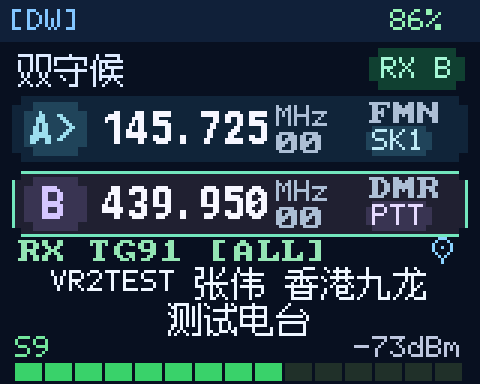 [DW] 86%
双守候 RX B
A> 145.725 MHz 00 FMN SK1
B 439.950 MHz 00 DMR PTT
RX TG91 [ALL]
VR2TEST 张伟 香港九龙
测试电台
S9 -73dBm